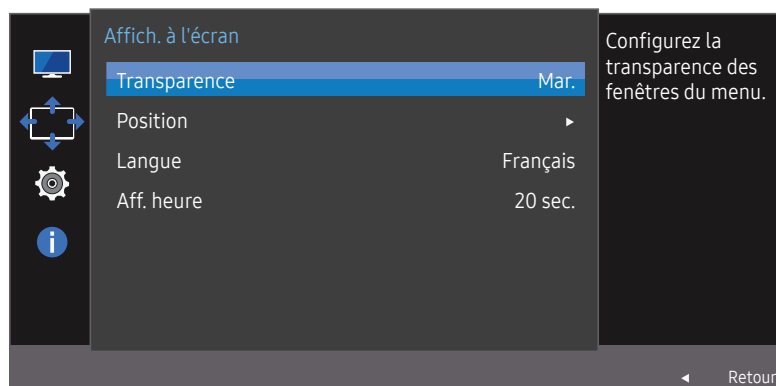 Affich. à l'écran
Transparence Mar.
Position ▸
Langue Français
Aff. heure 20 sec.
Configurez la
transparence des
fenêtres du menu.
◂ Retour